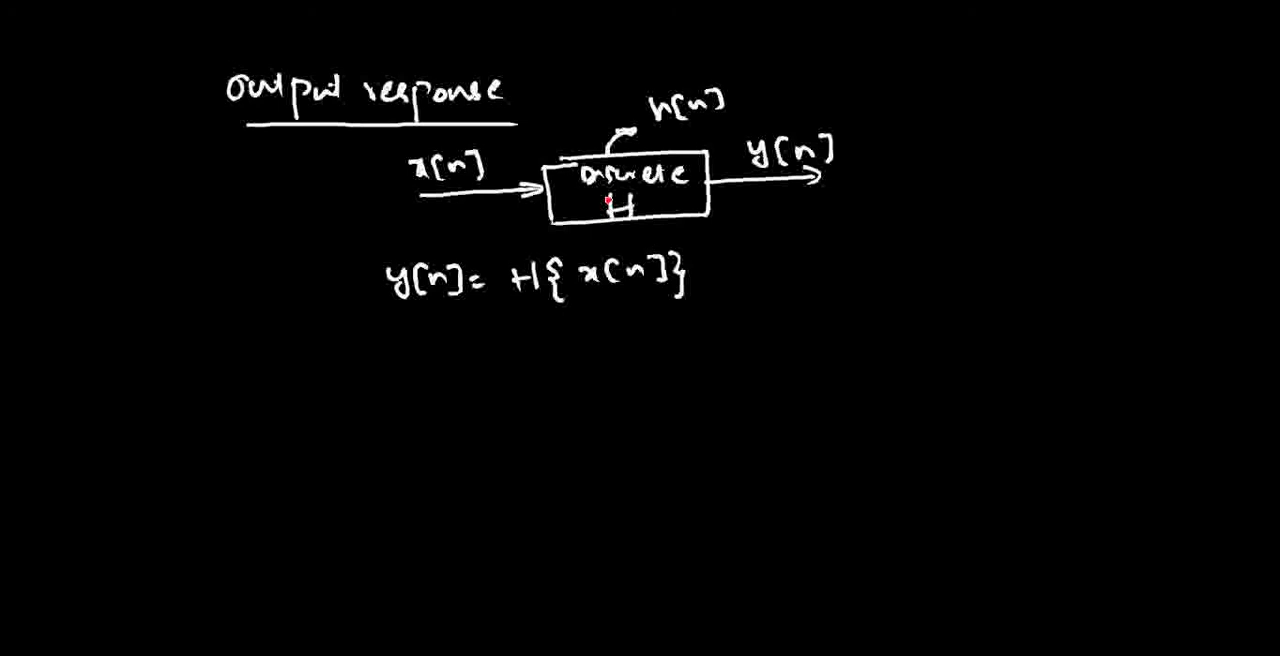 output response
h[n]
x[n]
y[n]
Discrete
H
y[n]= H{x[n]}